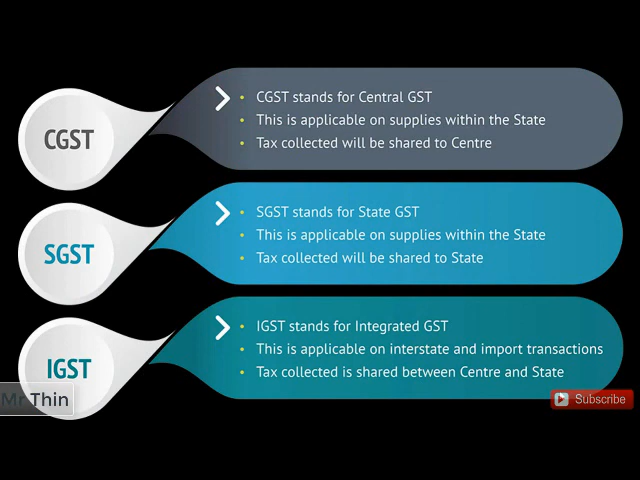 CGST
CGST stands for Central GST
This is applicable on supplies within the State
Tax collected will be shared to Centre
SGST
SGST stands for State GST
This is applicable on supplies within the State
Tax collected will be shared to State
IGST
IGST stands for Integrated GST
This is applicable on interstate and import transactions
Tax collected is shared between Centre and State
Mr.Thin
Subscribe